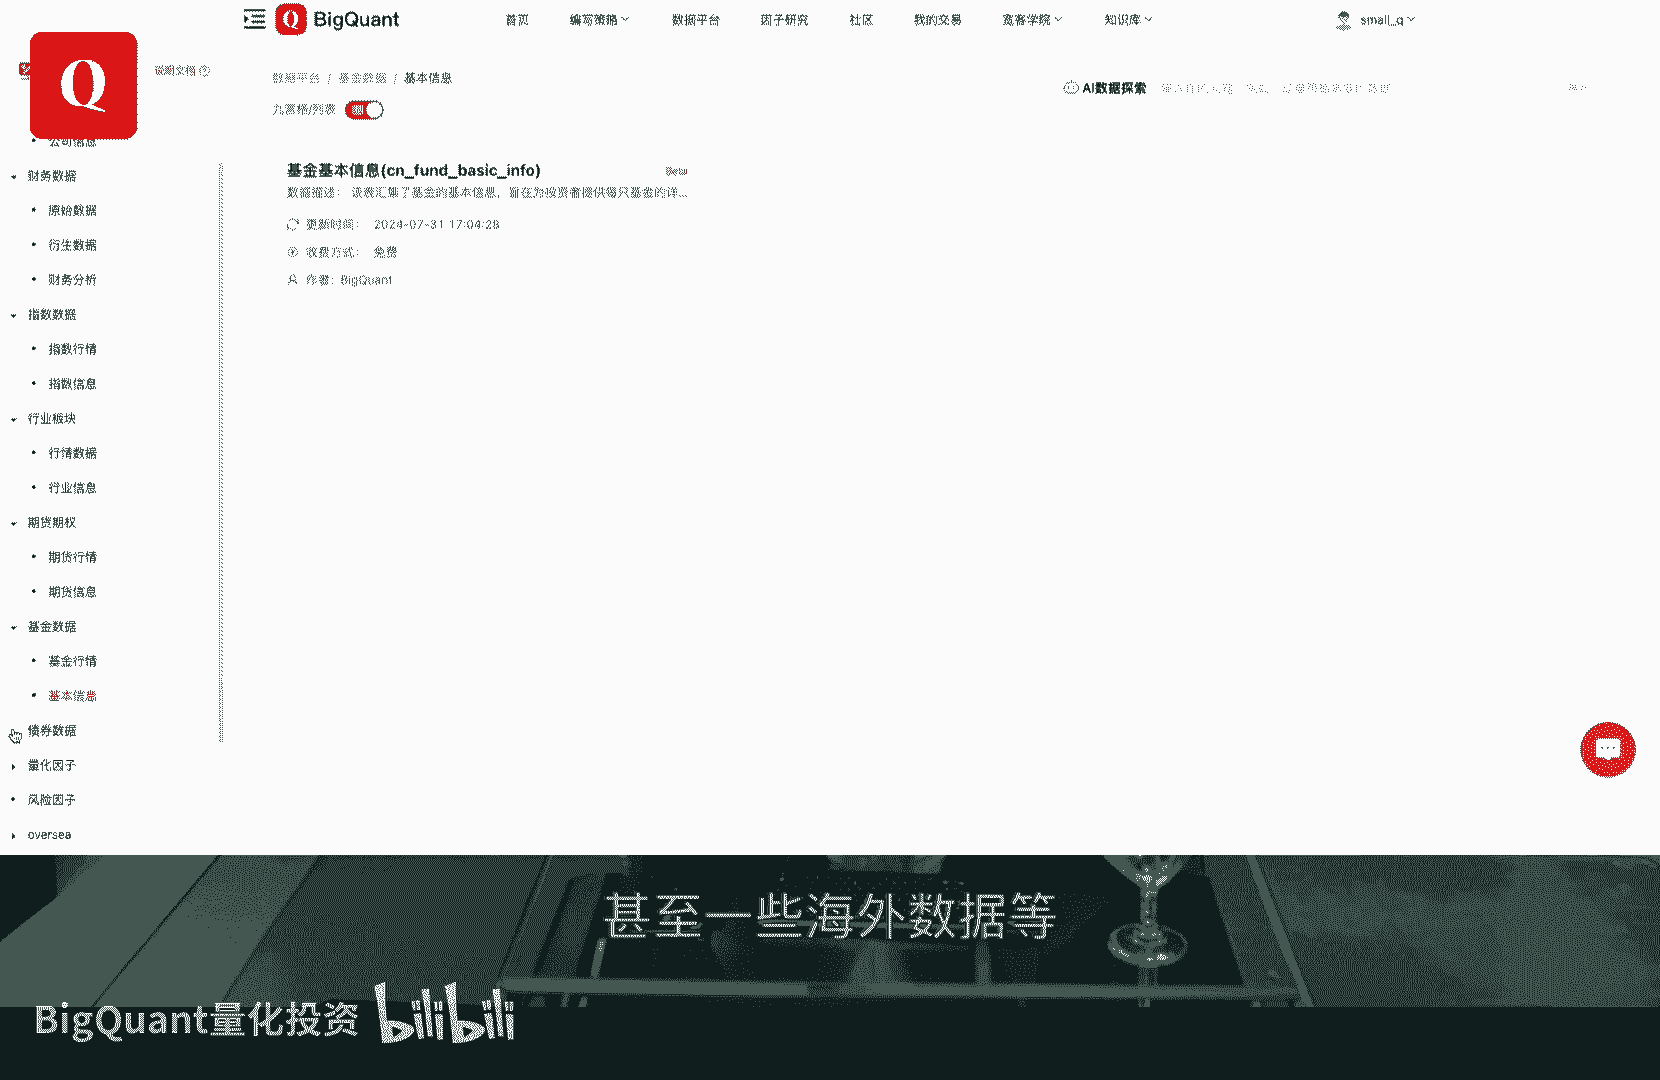 BigQuant
首页
编写策略
数据平台
因子研究
社区
我的交易
宽客学院
知识库
small_q
Q
说明文档
数据平台 / 基金数据 / 基本信息
九宫格/列表
AI数据探索
公司信息
财务数据
原始数据
衍生数据
财务分析
指数数据
指数行情
指数信息
行业板块
行情数据
行业信息
期货期权
期货行情
期货信息
基金数据
基金行情
基本信息
债券数据
量化因子
风险因子
oversea
基金基本信息(cn_fund_basic_info)
Beta
数据描述： 该表汇集了基金的基本信息，旨在为投资者提供每只基金的详...
更新时间： 2024-07-31 17:04:28
收费方式： 免费
作者：BigQuant
甚至一些海外数据等
BigQuant量化投资 bilibili